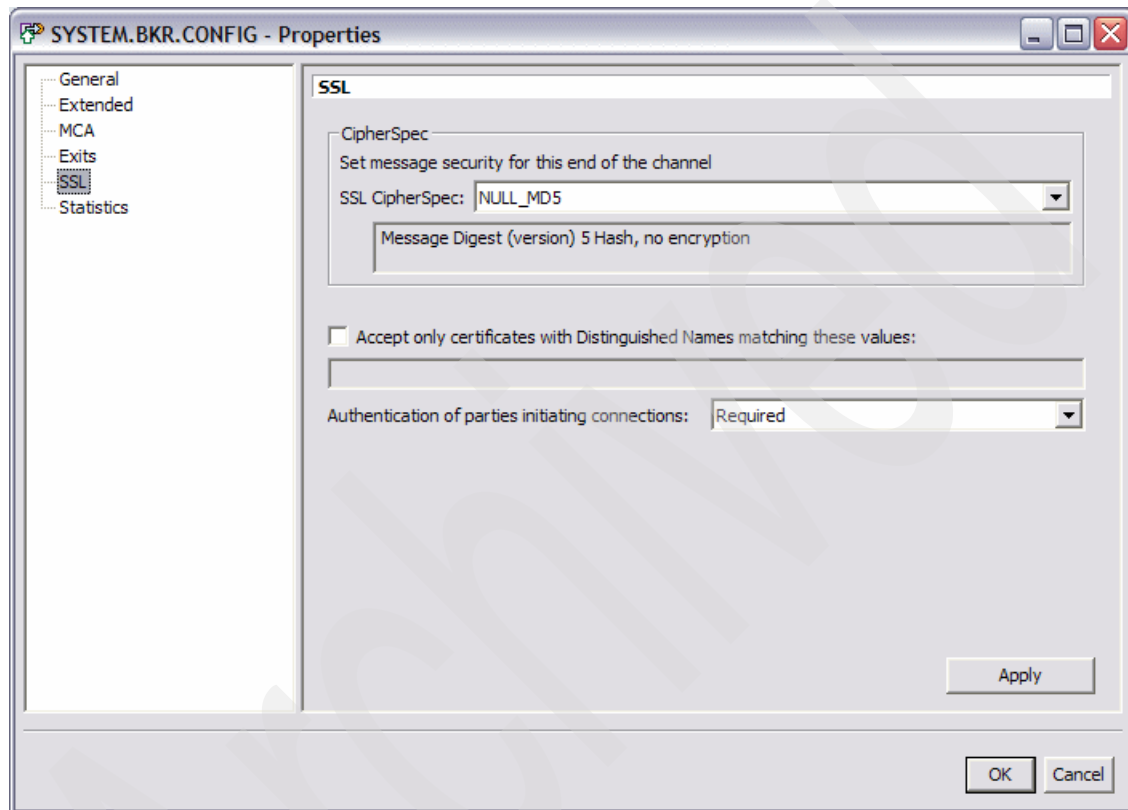 SYSTEM.BKR.CONFIG - Properties
General
Extended
MCA
Exits
SSL
Statistics
SSL
CipherSpec
Set message security for this end of the channel
SSL CipherSpec: NULL_MD5
Message Digest (version) 5 Hash, no encryption
Accept only certificates with Distinguished Names matching these values:
Authentication of parties initiating connections: Required
Apply
OK Cancel
Archived